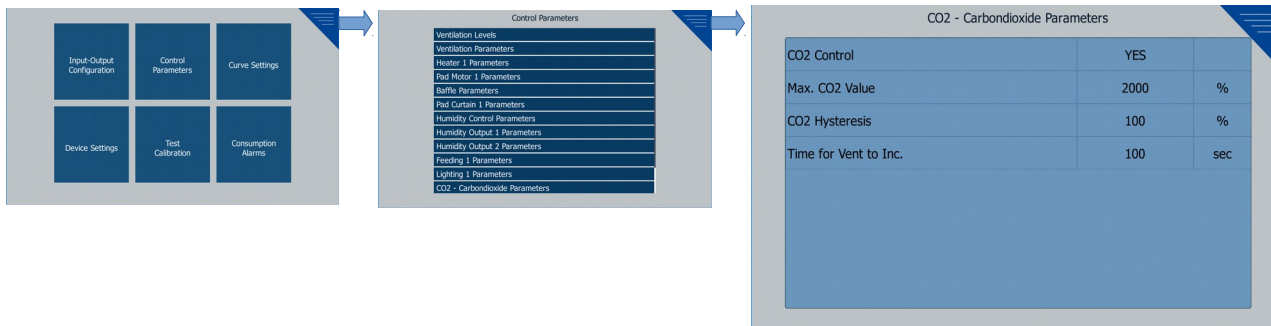 Input-Output
Configuration
Control
Parameters
Curve Settings
Device Settings
Test
Calibration
Consumption
Alarms
Control Parameters
Ventilation Levels
Ventilation Parameters
Heater 1 Parameters
Pad Motor 1 Parameters
Baffle Parameters
Pad Curtain 1 Parameters
Humidity Control Parameters
Humidity Output 1 Parameters
Humidity Output 2 Parameters
Feeding 1 Parameters
Lighting 1 Parameters
CO2 - Carbondioxide Parameters
CO2 - Carbondioxide Parameters
CO2 Control YES
Max. CO2 Value 2000 %
CO2 Hysteresis 100 %
Time for Vent to Inc. 100 sec